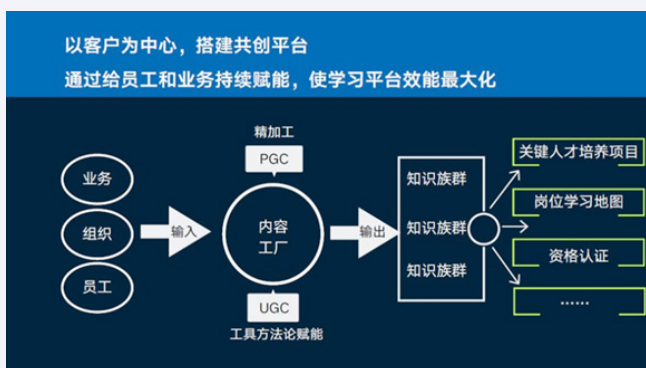 以客户为中心，搭建共创平台
通过给员工和业务持续赋能，使学习平台效能最大化
业务
组织
员工
输入
精加工
PGC
内容
工厂
UGC
工具方法论赋能
输出
知识族群
知识族群
知识族群
关键人才培养项目
岗位学习地图
资格认证
……